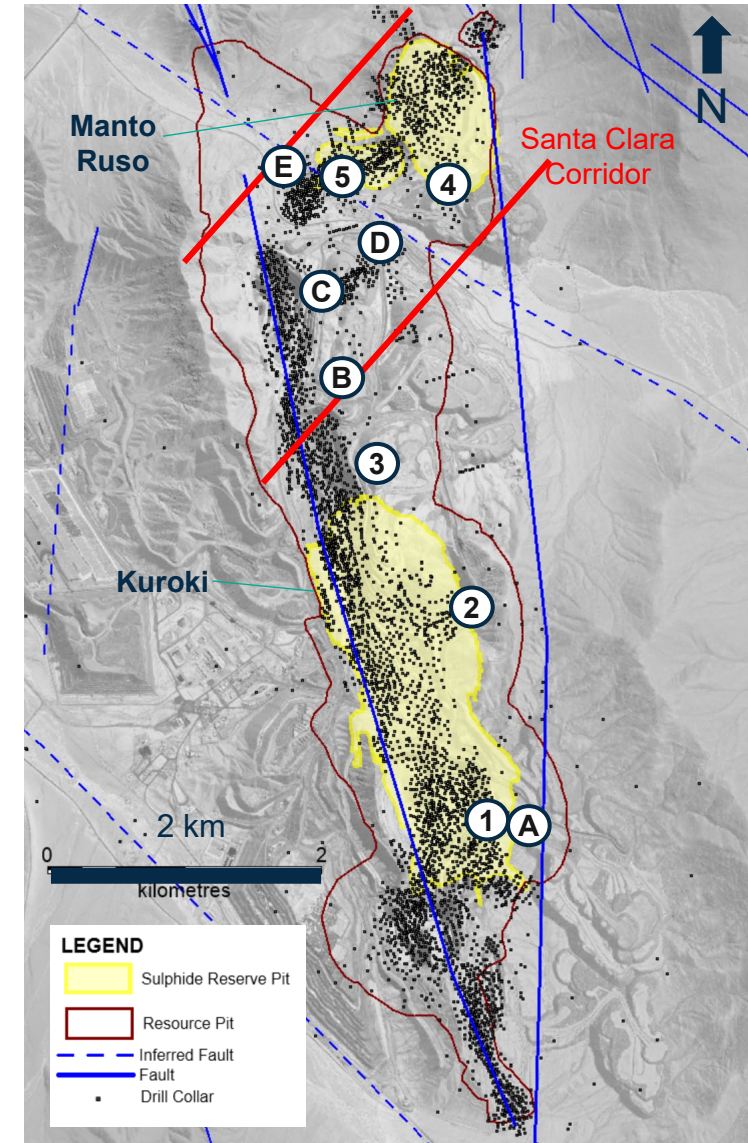 N
Manto
Ruso
Santa Clara
Corridor
E
5
4
D
C
B
3
Kuroki
2
1
A
2 km
0
2
kilometres
LEGEND
Sulphide Reserve Pit
Resource Pit
Inferred Fault
Fault
Drill Collar